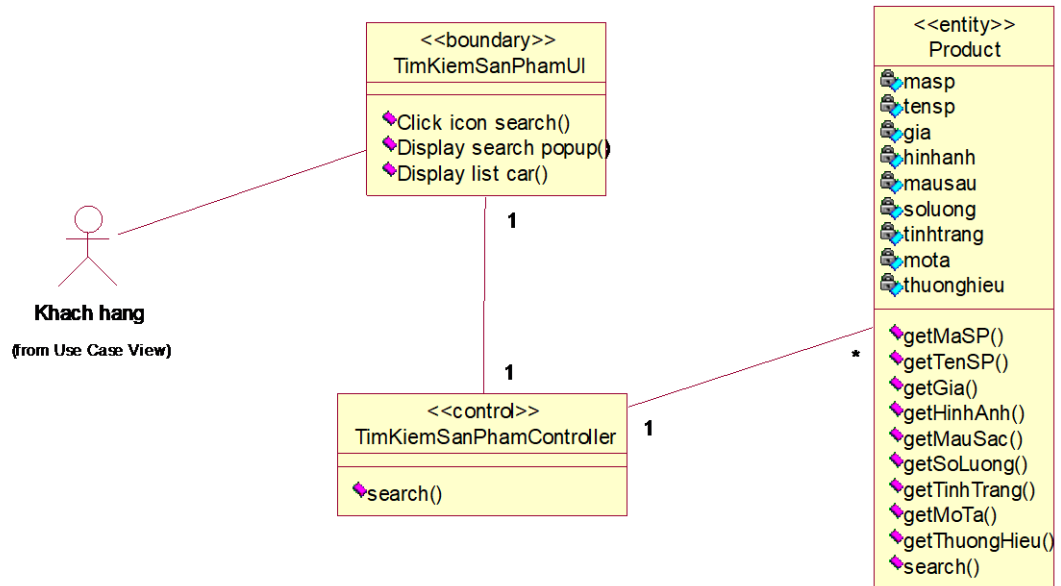 <<boundary>>
TimKiemSanPhamUI
Click icon search()
Display search popup()
Display list car()
1
Khach hang
(from Use Case View)
1
<<control>>
TimKiemSanPhamController
search()
1
*
<<entity>>
Product
masp
tensp
gia
hinhanh
mausau
soluong
tinhtrang
mota
thuonghieu
getMaSP()
getTenSP()
getGia()
getHinhAnh()
getMauSac()
getSoLuong()
getTinhTrang()
getMoTa()
getThuongHieu()
search()